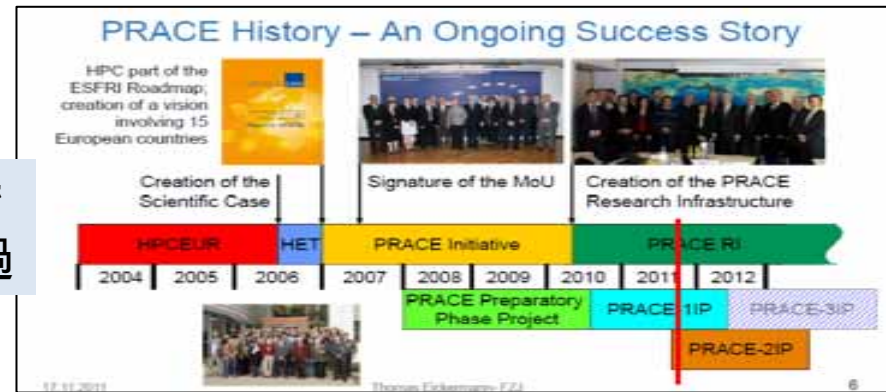 PRACE History – An Ongoing Success Story
HPC part of the
ESFRI Roadmap;
creation of a vision
involving 15
European countries
Creation of the
Scientific Case
Signature of the MoU
Creation of the PRACE
Research Infrastructure
HPCEUR
HET
PRACE Initiative
PRACE RI
2004
2005
2006
2007
2008
2009
2010
2011
2012
PRACE Preparatory
Phase Project
PRACE-1IP
PRACE-3IP
PRACE-2IP
17.11.2011
Thomas Eickermann- FZJ
6